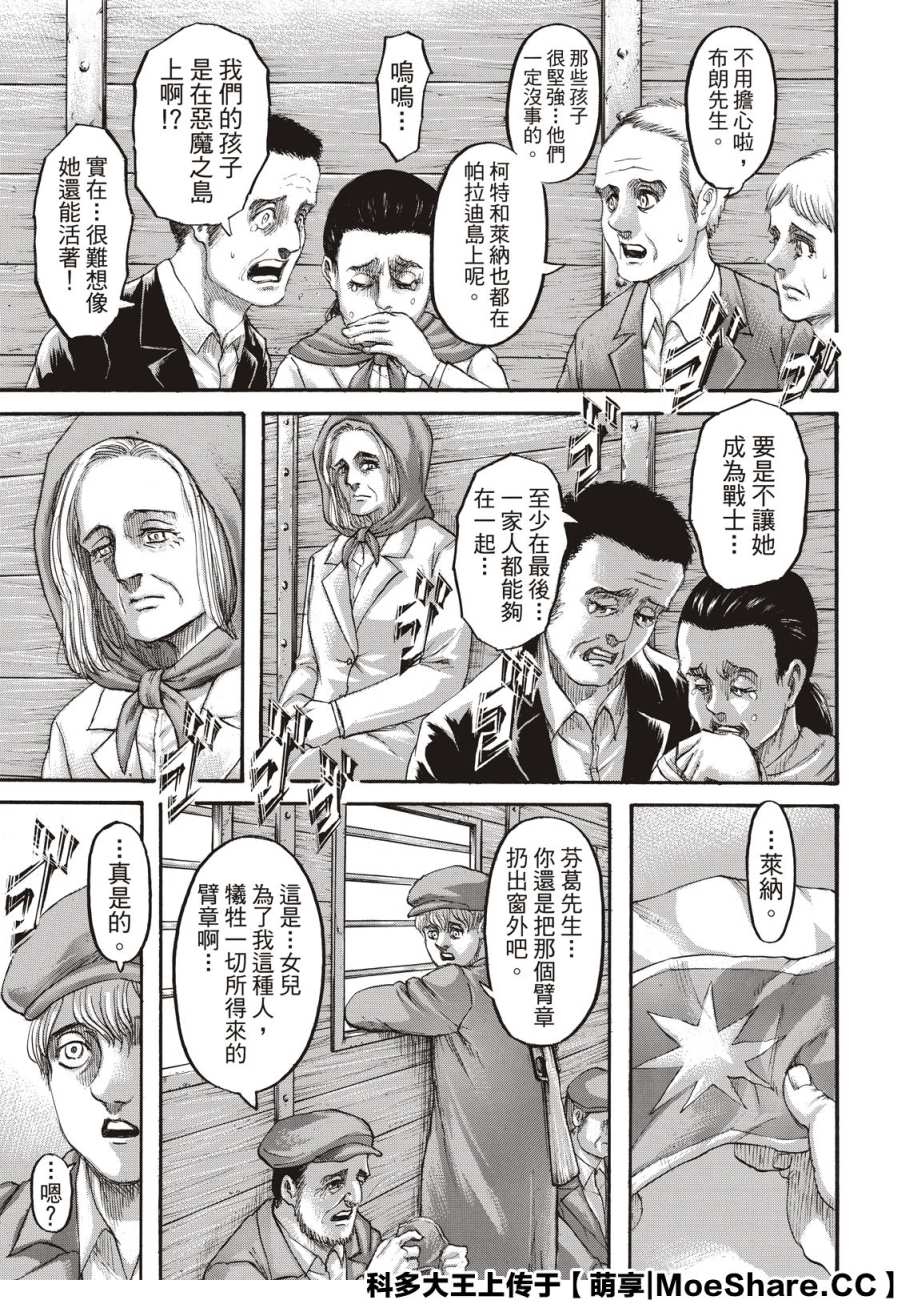 不用擔心啦，
布朗先生。
那些孩子
很堅強…他們
一定沒事的。
柯特和萊納也都在
帕拉迪島上呢。
嗚嗚…
我們的孩子
是在惡魔之島
上啊!?
實在…很難想像
她還能活著！
要是不讓她
成為戰士…
至少在最後…
一家人都能夠
在一起…
…萊納。
芬葛先生…
你還是把那個臂章
扔出窗外吧。
這是…女兒
為了我這種人，
犧牲一切所得來的
臂章啊…
…真是的。
…嗯？
科多大王上传于【萌享|MoeShare.CC】